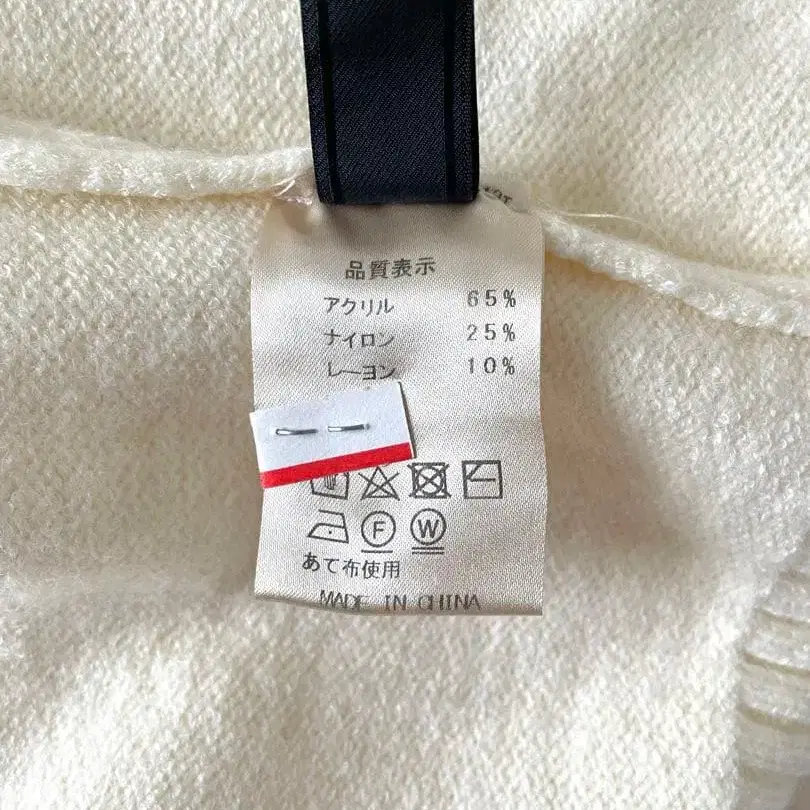 品質表示
アクリル 65%
ナイロン 25%
レーヨン 10%
F W
あて布使用
MADE IN CHINA